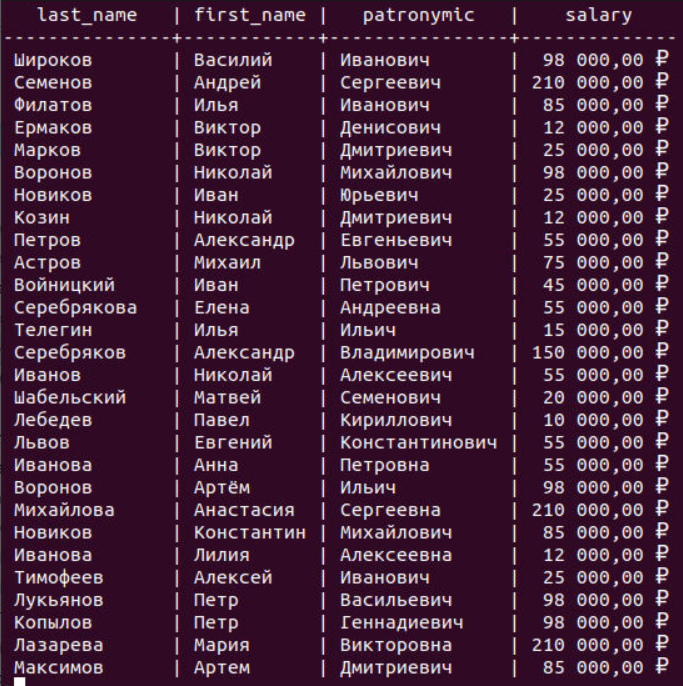 last_name | first_name | patronymic | salary
---------------+------------+---------------+--------------
Широков | Василий | Иванович | 98 000,00 ₽
Семенов | Андрей | Сергеевич | 210 000,00 ₽
Филатов | Илья | Иванович | 85 000,00 ₽
Ермаков | Виктор | Денисович | 12 000,00 ₽
Марков | Виктор | Дмитриевич | 25 000,00 ₽
Воронов | Николай | Михайлович | 98 000,00 ₽
Новиков | Иван | Юрьевич | 25 000,00 ₽
Козин | Николай | Дмитриевич | 12 000,00 ₽
Петров | Александр | Евгеньевич | 55 000,00 ₽
Астров | Михаил | Львович | 75 000,00 ₽
Войницкий | Иван | Петрович | 45 000,00 ₽
Серебрякова | Елена | Андреевна | 55 000,00 ₽
Телегин | Илья | Ильич | 15 000,00 ₽
Серебряков | Александр | Владимирович | 150 000,00 ₽
Иванов | Николай | Алексеевич | 55 000,00 ₽
Шабельский | Матвей | Семенович | 20 000,00 ₽
Лебедев | Павел | Кириллович | 10 000,00 ₽
Львов | Евгений | Константинович | 55 000,00 ₽
Иванова | Анна | Петровна | 55 000,00 ₽
Воронов | Артём | Ильич | 98 000,00 ₽
Михайлова | Анастасия | Сергеевна | 210 000,00 ₽
Новиков | Константин | Михайлович | 85 000,00 ₽
Иванова | Лилия | Алексеевна | 12 000,00 ₽
Тимофеев | Алексей | Иванович | 25 000,00 ₽
Лукьянов | Петр | Васильевич | 98 000,00 ₽
Копылов | Петр | Геннадиевич | 98 000,00 ₽
Лазарева | Мария | Викторовна | 210 000,00 ₽
Максимов | Артем | Дмитриевич | 85 000,00 ₽